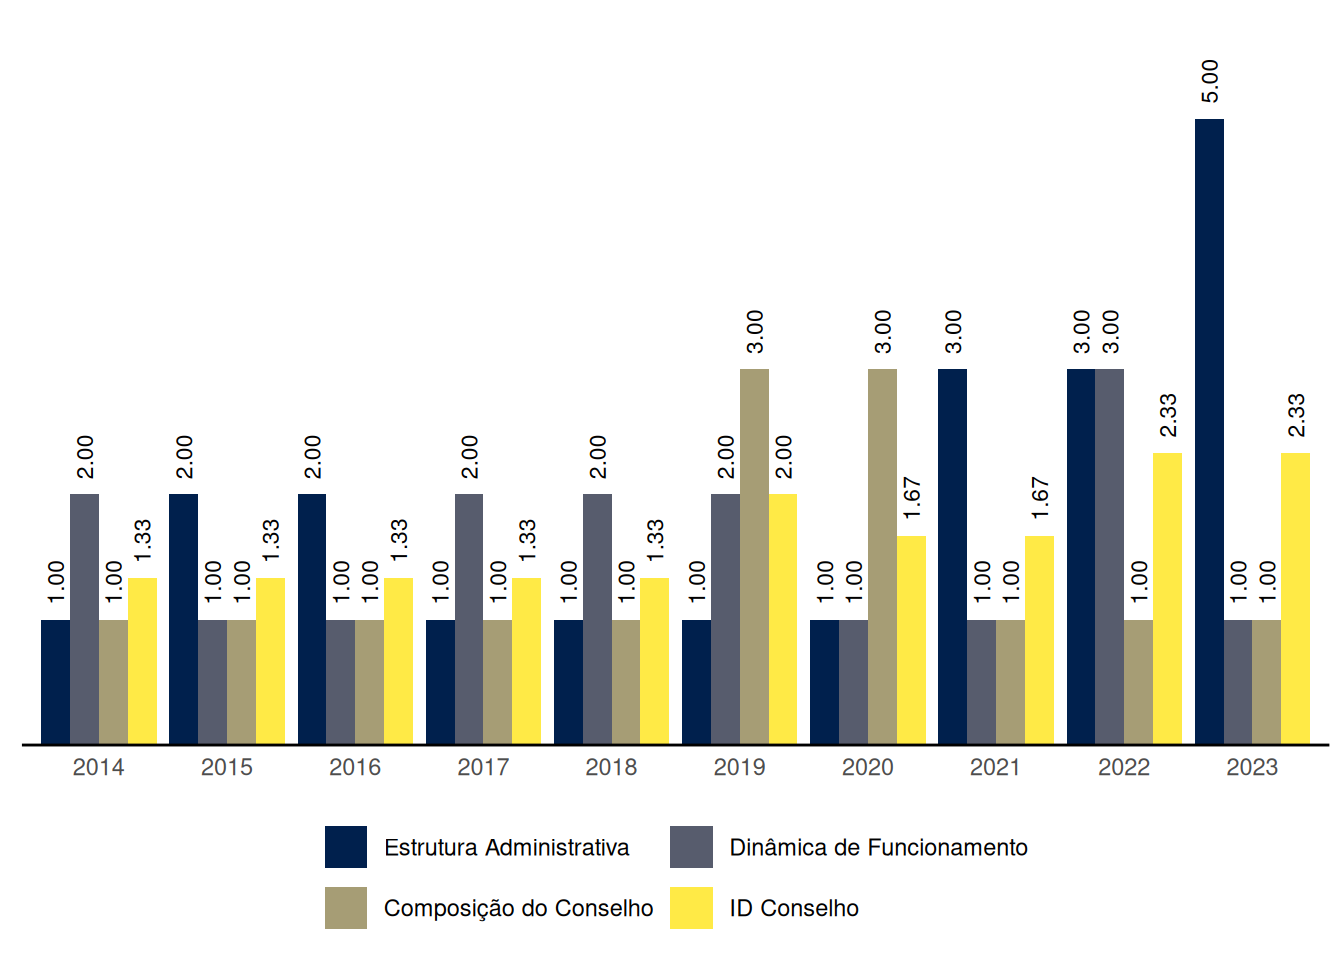 5.00
3.00 3.00 3.00 3.00 3.00
2.33 2.33
2.00 2.00 2.00 2.00 2.00 2.00 2.00
1.67 1.67
1.33 1.33 1.33 1.33 1.33
1.00 1.00 1.00 1.00 1.00 1.00 1.00 1.00 1.00 1.00 1.00 1.00 1.00 1.00 1.00 1.00 1.00 1.00
2014 2015 2016 2017 2018 2019 2020 2021 2022 2023
Estrutura Administrativa Dinâmica de Funcionamento
Composição do Conselho ID Conselho